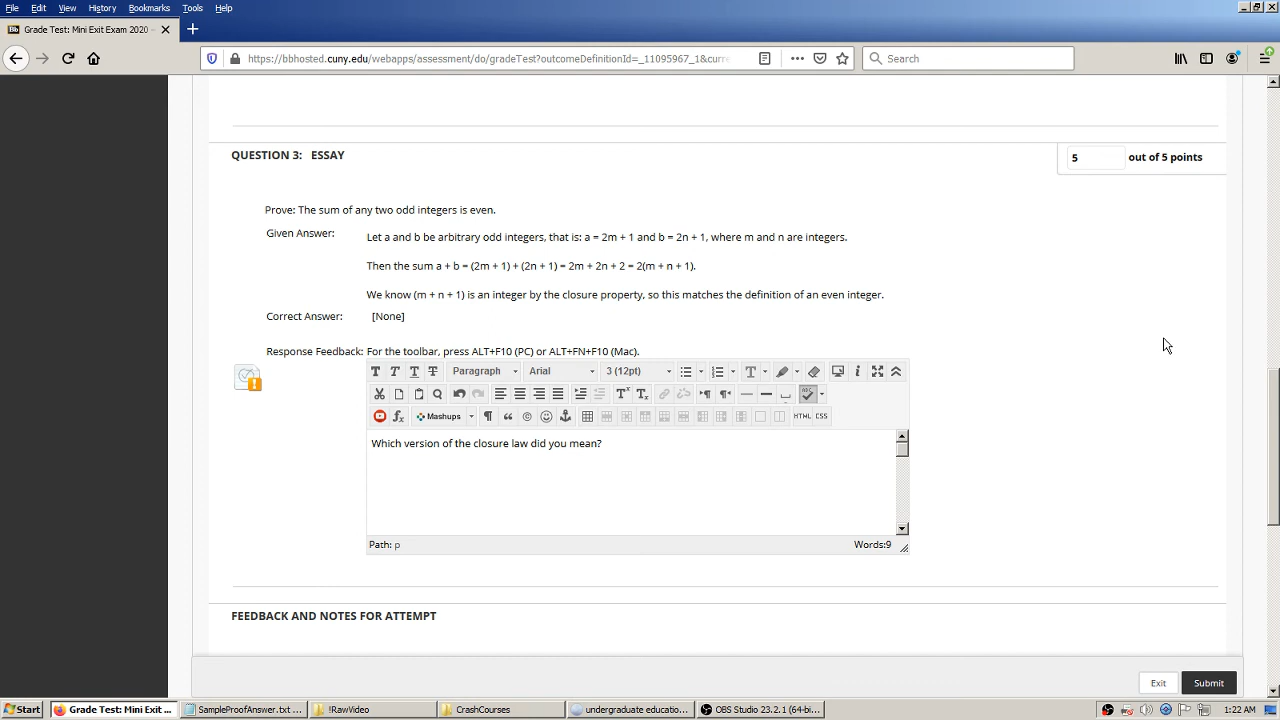 File Edit View History Bookmarks Tools Help
Grade Test: Mini Exit Exam 2020 –
https://bbhosted.cuny.edu/webapps/assessment/do/gradeTest?outcomeDefinitionId=_11095967_1&curre
Search
QUESTION 3: ESSAY
5 out of 5 points
Prove: The sum of any two odd integers is even.
Given Answer: Let a and b be arbitrary odd integers, that is: a = 2m + 1 and b = 2n + 1, where m and n are integers.
Then the sum a + b = (2m + 1) + (2n + 1) = 2m + 2n + 2 = 2(m + n + 1).
We know (m + n + 1) is an integer by the closure property, so this matches the definition of an even integer.
Correct Answer: [None]
Response Feedback: For the toolbar, press ALT+F10 (PC) or ALT+FN+F10 (Mac).
T T T T Paragraph Arial 3 (12pt) T
ABC
Mashups HTML CSS
Which version of the closure law did you mean?
Path: p Words:9
FEEDBACK AND NOTES FOR ATTEMPT
Exit Submit
Start Grade Test: Mini Exit ... SampleProofAnswer.txt ... !RawVideo CrashCourses undergraduate educatio... OBS Studio 23.2.1 (64-bi... 1:22 AM